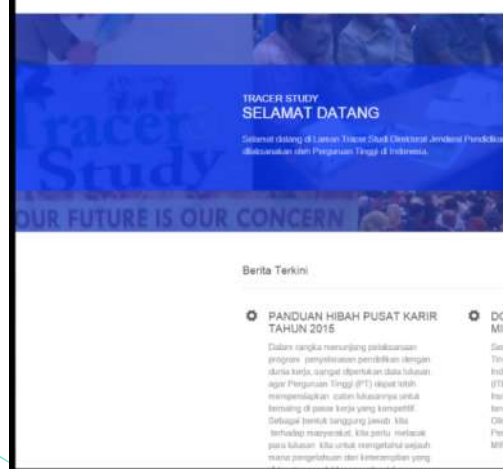 TRACER STUDY
SELAMAT DATANG
Selamat datang di Laman Tracer Studi Direktorat Jenderal Pendidikan
dilaksanakan oleh Perguruan Tinggi di Indonesia.
Tracer
Study
OUR FUTURE IS OUR CONCERN
Berita Terkini
PANDUAN HIBAH PUSAT KARIR
TAHUN 2015
Dalam rangka menunjang pelaksanaan
program penyelarasan pendidikan dengan
dunia kerja, sangat diperlukan data lulusan
agar Perguruan Tinggi (PT) dapat lebih
mempersiapkan calon lulusannya untuk
bersaing di pasar kerja yang kompetitif.
Sebagai bentuk tanggung jawab kita
terhadap masyarakat, kita perlu melacak
para lulusan kita untuk mengetahui sejauh
mana pengetahuan dan keterampilan yang
DO